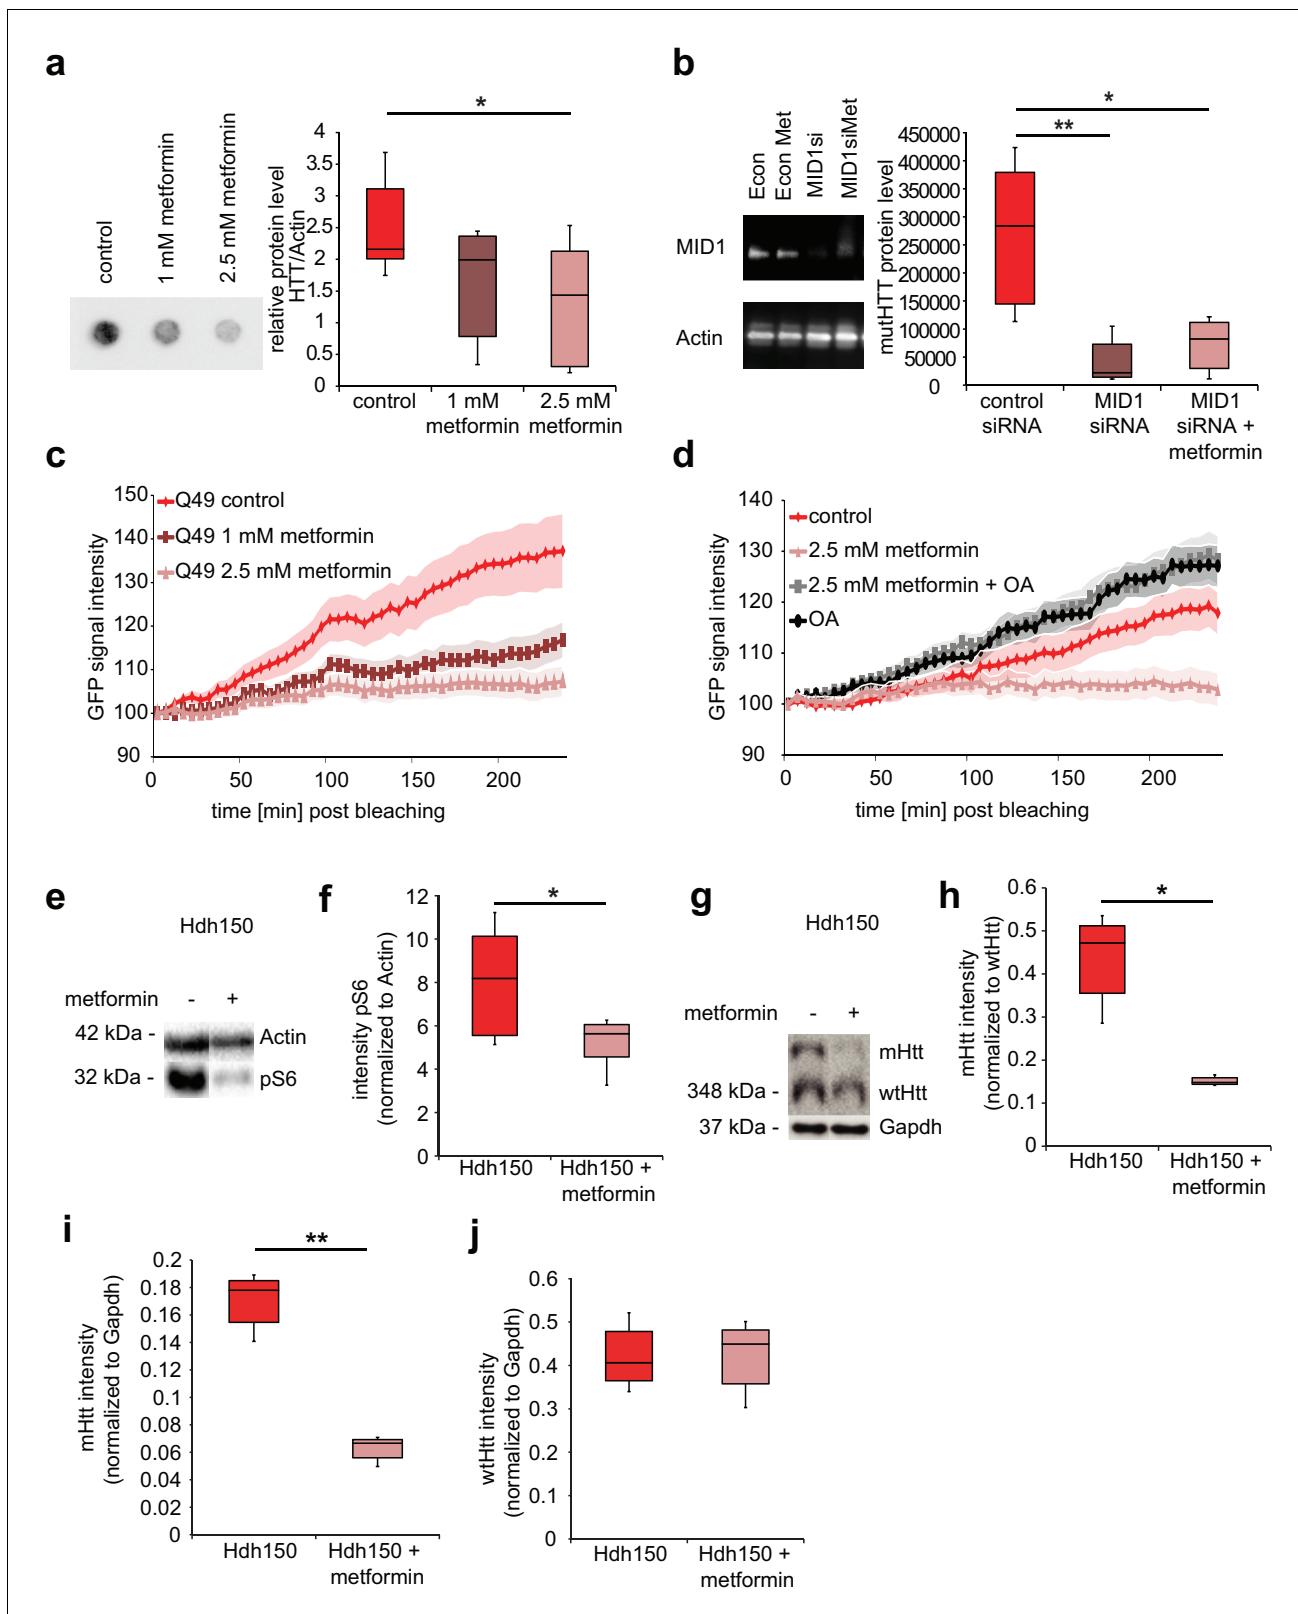 a
control
1 mM metformin
2.5 mM metformin
relative protein level
HTT/Actin
4
3.5
3
2.5
2
1.5
1
0.5
0
*
control
1 mM
metformin
2.5 mM
metformin
b
Econ
Econ Met
MID1si
MID1siMet
MID1
Actin
mutHTT protein level
450000
400000
350000
300000
250000
200000
150000
100000
50000
0
*
**
control
siRNA
MID1
siRNA
MID1
siRNA +
metformin
c
GFP signal intensity
150
140
130
120
110
100
90
Q49 control
Q49 1 mM metformin
Q49 2.5 mM metformin
0 50 100 150 200
time [min] post bleaching
d
GFP signal intensity
140
130
120
110
100
90
control
2.5 mM metformin
2.5 mM metformin + OA
OA
0 50 100 150 200
time [min] post bleaching
e
Hdh150
metformin - +
42 kDa - Actin
32 kDa - pS6
f
intensity pS6
(normalized to Actin)
12
10
8
6
4
2
0
*
Hdh150
Hdh150 +
metformin
g
Hdh150
metformin - +
mHtt
348 kDa - wtHtt
37 kDa - Gapdh
h
mHtt intensity
(normalized to wtHtt)
0.6
0.5
0.4
0.3
0.2
0.1
0
*
Hdh150
Hdh150 +
metformin
i
mHtt intensity
(normalized to Gapdh)
0.2
0.18
0.16
0.14
0.12
0.1
0.08
0.06
0.04
0.02
0
**
Hdh150
Hdh150 +
metformin
j
wtHtt intensity
(normalized to Gapdh)
0.6
0.5
0.4
0.3
0.2
0.1
0
Hdh150
Hdh150 +
metformin